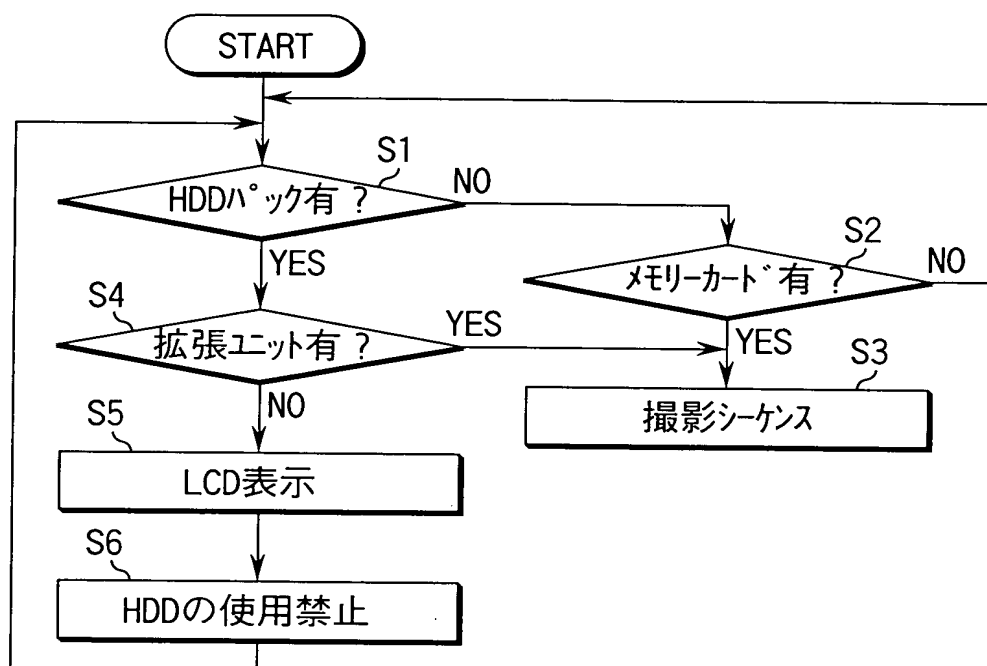 START
S1
HDDパック有 ?
NO
YES
S2
メモリーカード有 ?
NO
YES
S4
拡張ユニット有 ?
YES
NO
S3
撮影シーケンス
S5
LCD表示
S6
HDDの使用禁止